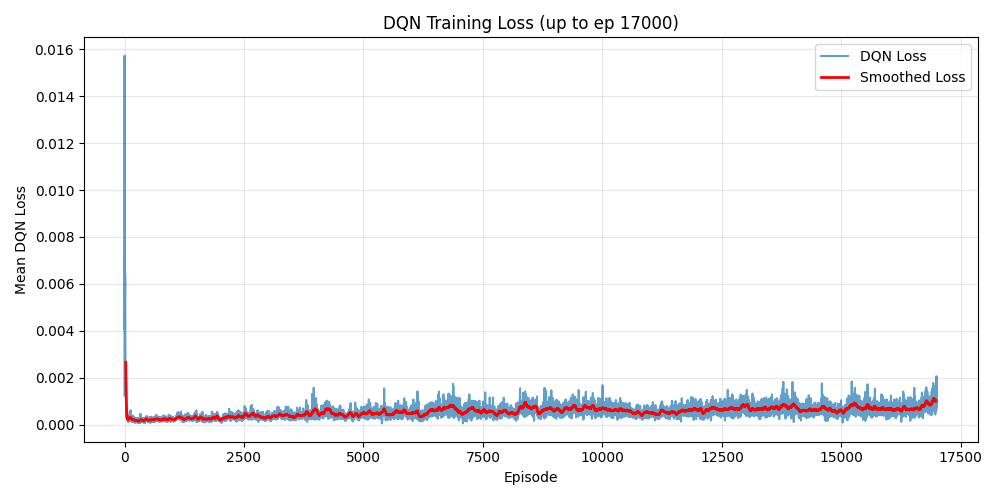 DQN Training Loss (up to ep 17000)
DQN Loss
Smoothed Loss
Mean DQN Loss
0.016
0.014
0.012
0.010
0.008
0.006
0.004
0.002
0.000
0 2500 5000 7500 10000 12500 15000 17500
Episode